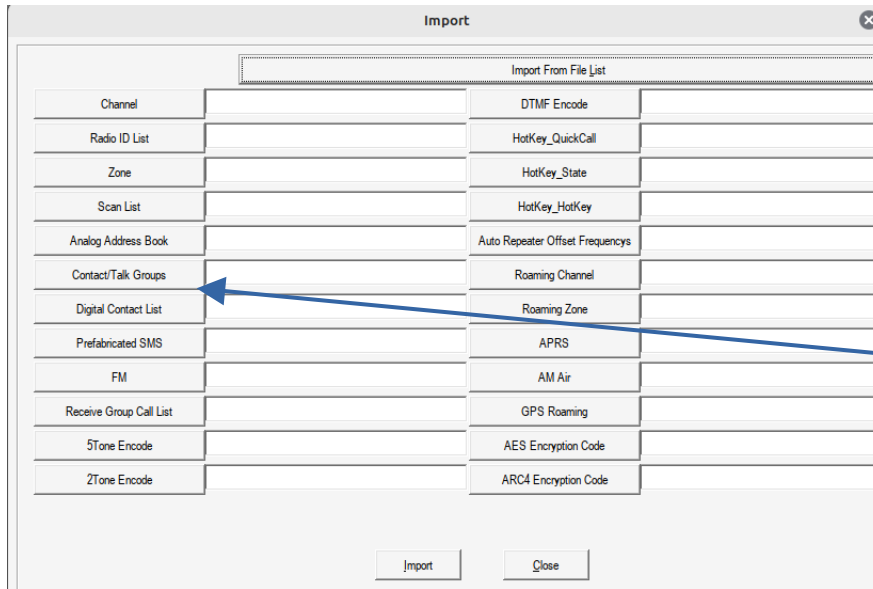 Import
Import From File List
Channel
DTMF Encode
Radio ID List
HotKey_QuickCall
Zone
HotKey_State
Scan List
HotKey_HotKey
Analog Address Book
Auto Repeater Offset Frequencys
Contact/Talk Groups
Roaming Channel
Digital Contact List
Roaming Zone
Prefabricated SMS
APRS
FM
AM Air
Receive Group Call List
GPS Roaming
5Tone Encode
AES Encryption Code
2Tone Encode
ARC4 Encryption Code
Import
Close